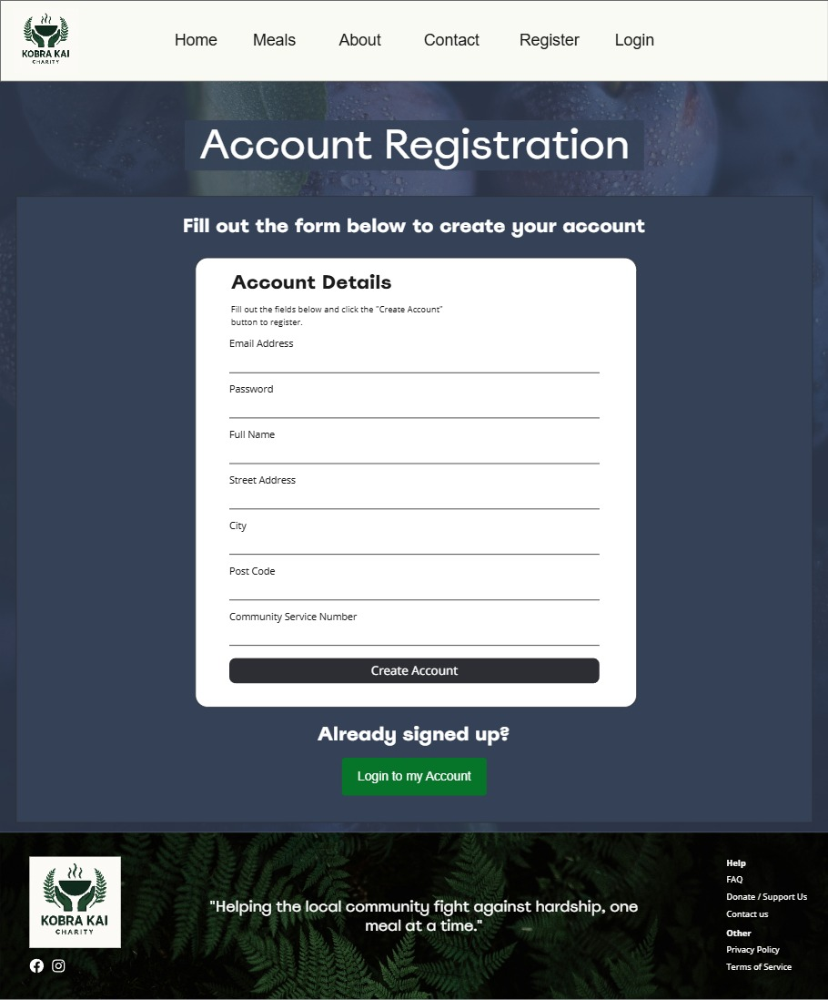 KOBRA KAI
CHARITY
Home Meals About Contact Register Login
Account Registration
Fill out the form below to create your account
Account Details
Fill out the fields below and click the "Create Account"
button to register.
Email Address
Password
Full Name
Street Address
City
Post Code
Community Service Number
Create Account
Already signed up?
Login to my Account
KOBRA KAI
CHARITY
"Helping the local community fight against hardship, one
meal at a time."
Help
FAQ
Donate / Support Us
Contact us
Other
Privacy Policy
Terms of Service